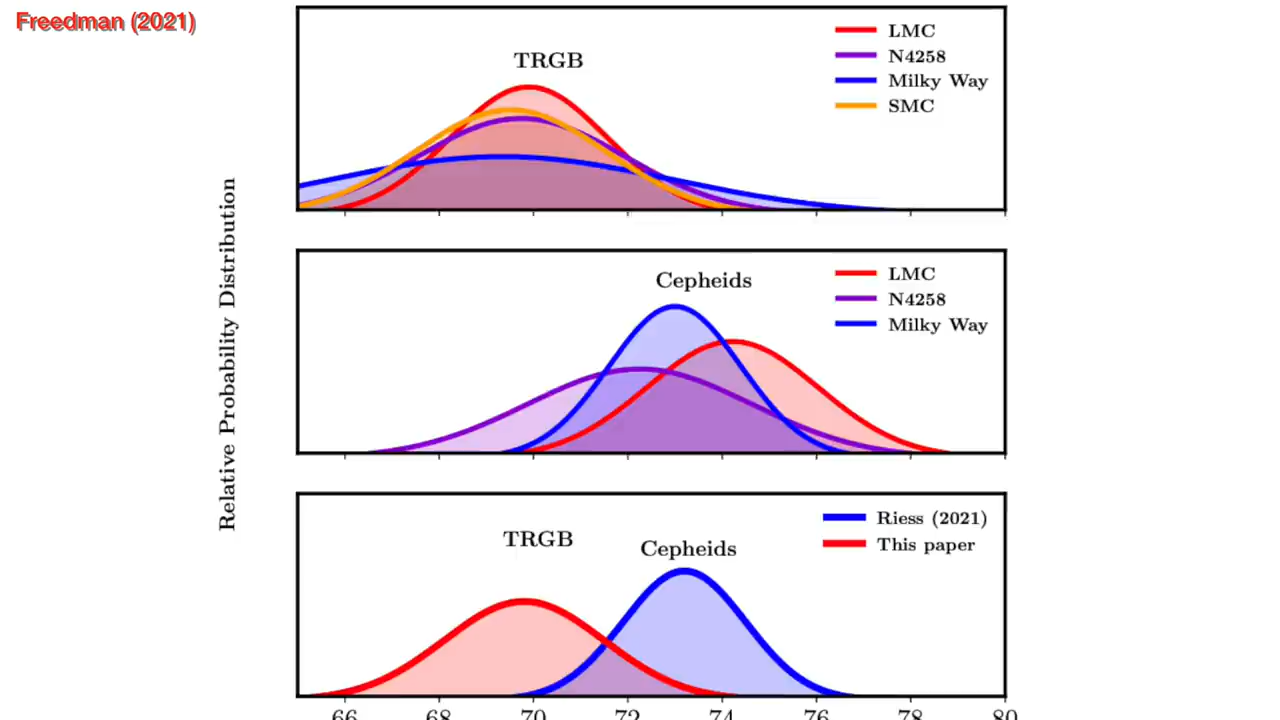 Freedman (2021)
TRGB
LMC
N4258
Milky Way
SMC
Relative Probability Distribution
Cepheids
LMC
N4258
Milky Way
TRGB
Cepheids
Riess (2021)
This paper
66 68 70 72 74 76 78 80